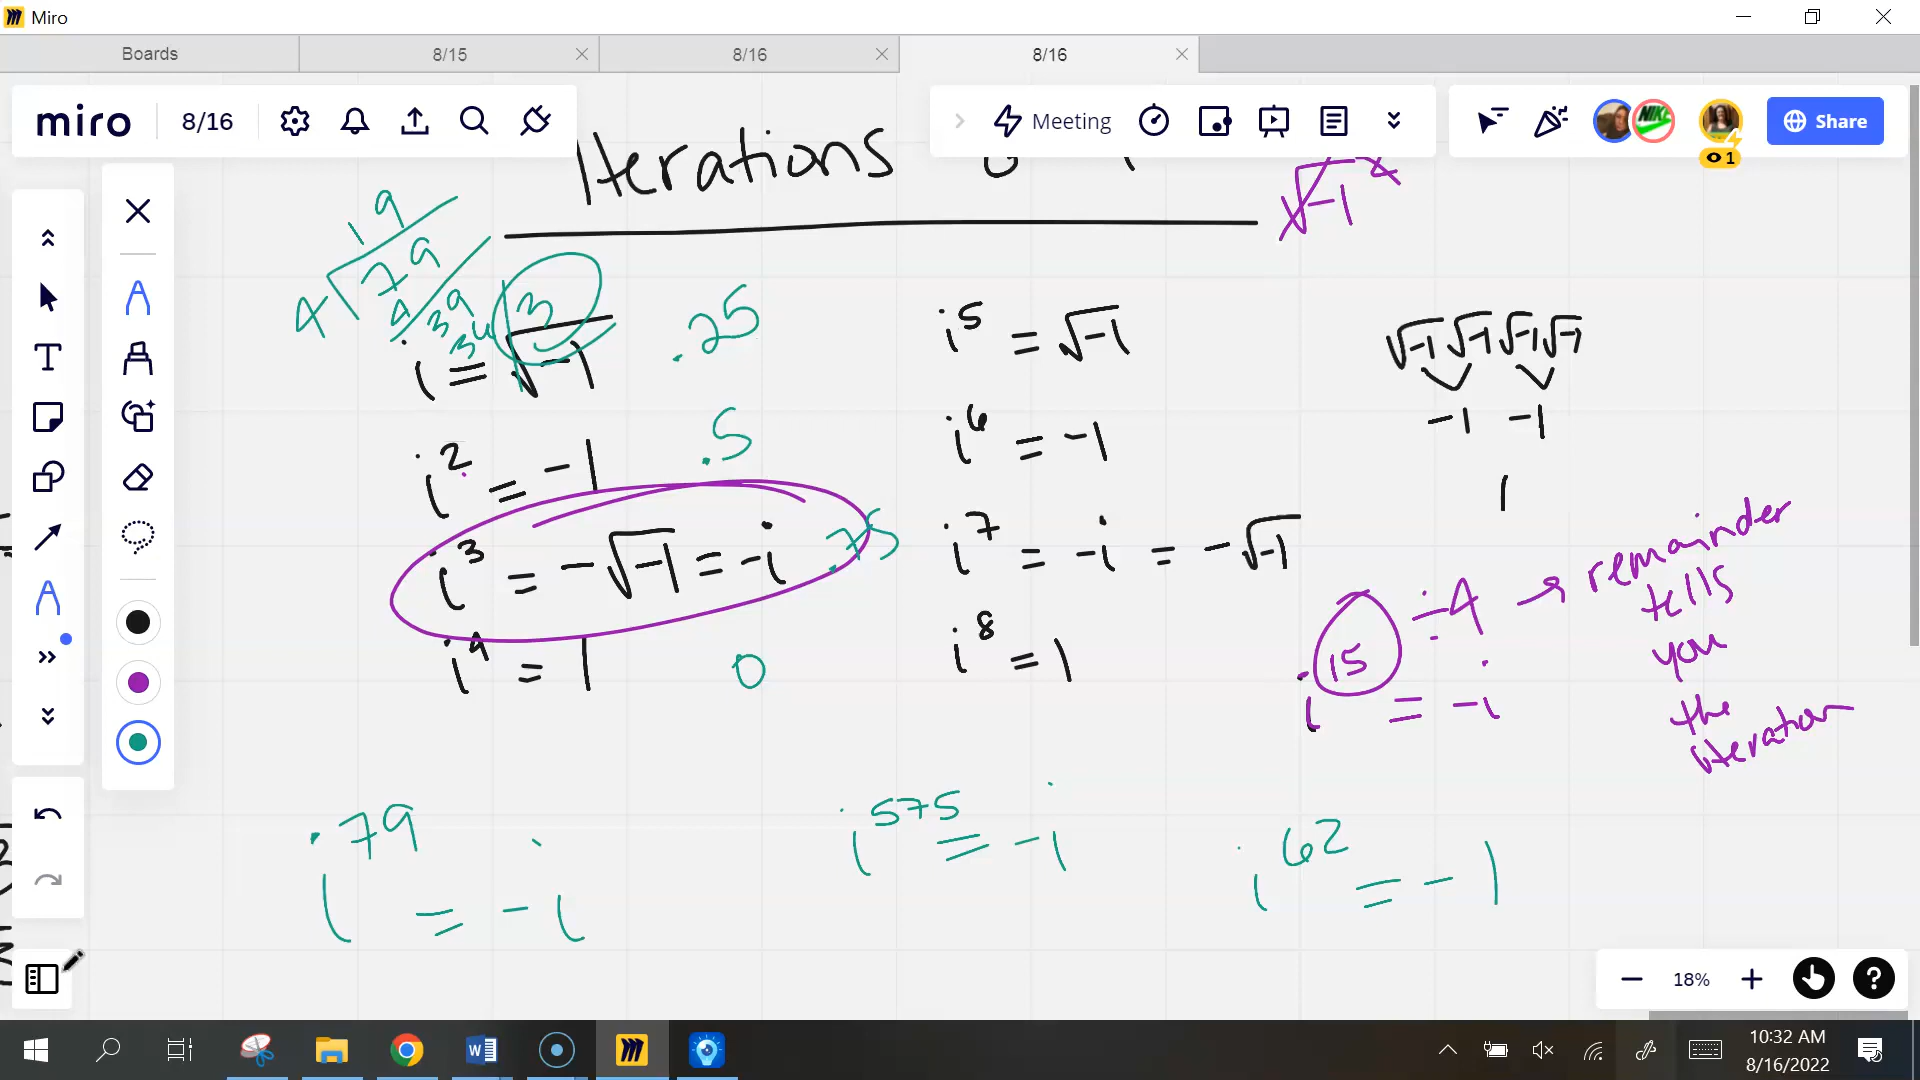 Miro
Boards
8/15
8/16
8/16
miro
8/16
Meeting
Share
1
Iterations
√-1⁴
19
4√79
4
39
36
3
i = √-1
.25
i² = -1
.5
i³ = -√-1 = -i
.75
i⁴ = 1
0
i⁵ = √-1
i⁶ = -1
i⁷ = -i = -√-1
i⁸ = 1
√-1 √-1 √-1 √-1
-1 -1
1
i¹⁵ = -i
÷4 → remainder
tells
you
the
iteration
i⁷⁹ = -i
i⁵⁷⁵ = -i
i⁶² = -1
18%
10:32 AM
8/16/2022